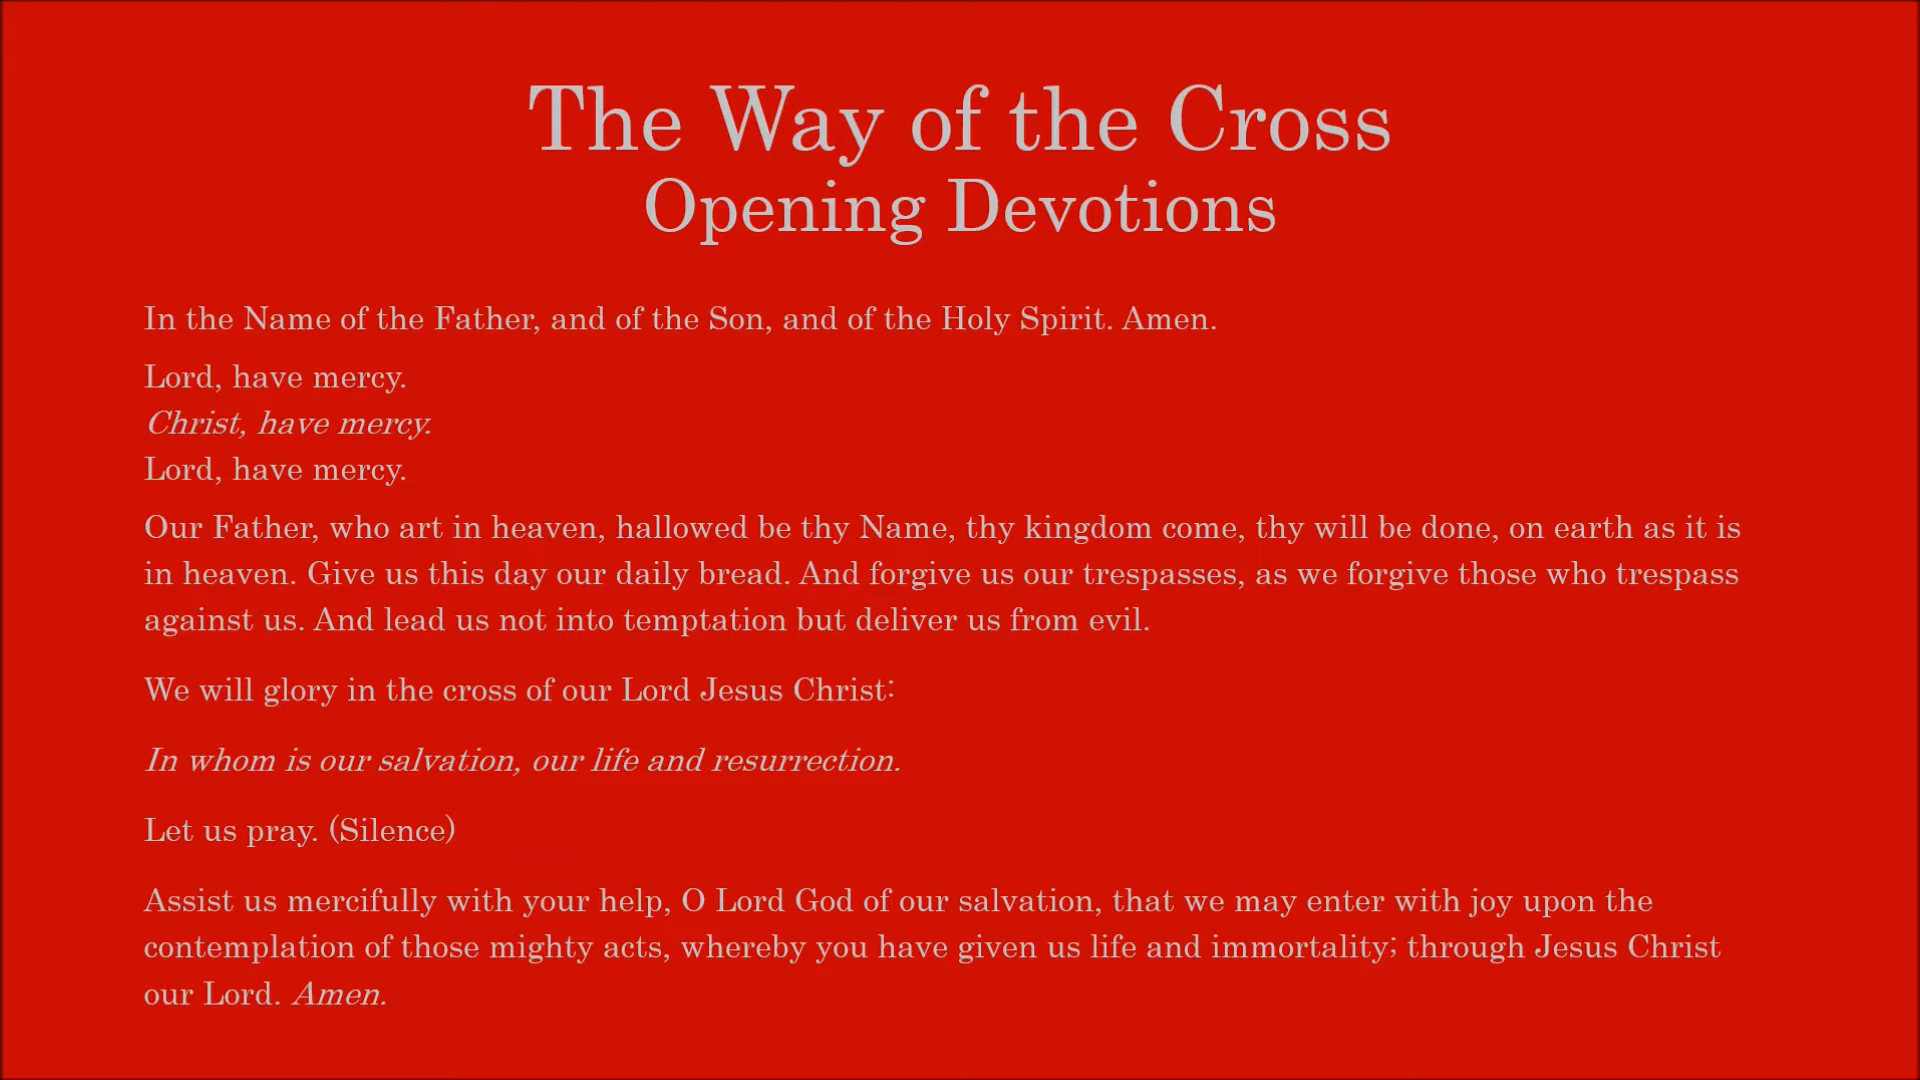 The Way of the Cross
Opening Devotions
In the Name of the Father, and of the Son, and of the Holy Spirit. Amen.
Lord, have mercy.
Christ, have mercy.
Lord, have mercy.
Our Father, who art in heaven, hallowed be thy Name, thy kingdom come, thy will be done, on earth as it is
in heaven. Give us this day our daily bread. And forgive us our trespasses, as we forgive those who trespass
against us. And lead us not into temptation but deliver us from evil.
We will glory in the cross of our Lord Jesus Christ:
In whom is our salvation, our life and resurrection.
Let us pray. (Silence)
Assist us mercifully with your help, O Lord God of our salvation, that we may enter with joy upon the
contemplation of those mighty acts, whereby you have given us life and immortality; through Jesus Christ
our Lord. Amen.